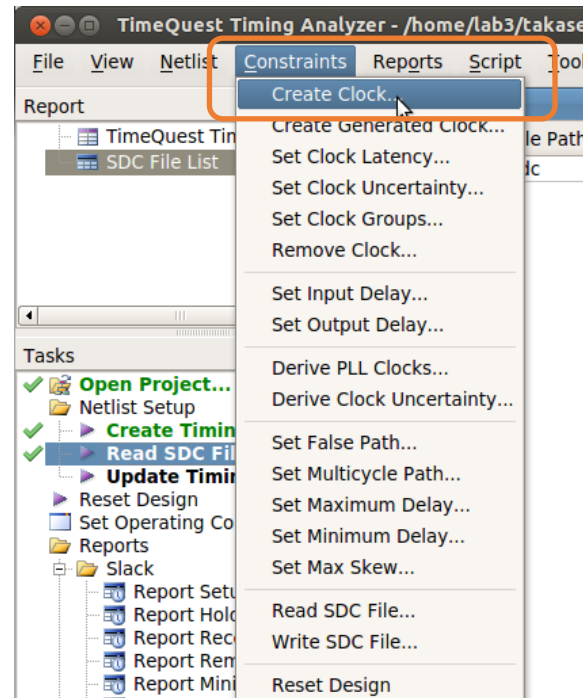 TimeQuest Timing Analyzer - /home/lab3/takase
File View Netlist Constraints Reports Script Tool
Report
TimeQuest Tim
SDC File List
le Path
dc
Create Clock...
Create Generated Clock...
Set Clock Latency...
Set Clock Uncertainty...
Set Clock Groups...
Remove Clock...
Set Input Delay...
Set Output Delay...
Derive PLL Clocks...
Derive Clock Uncertainty...
Set False Path...
Set Multicycle Path...
Set Maximum Delay...
Set Minimum Delay...
Set Max Skew...
Read SDC File...
Write SDC File...
Reset Design
Tasks
Open Project...
Netlist Setup
Create Timin
Read SDC Fil
Update Timin
Reset Design
Set Operating Co
Reports
Slack
Report Setu
Report Hold
Report Reco
Report Rem
Report Mini